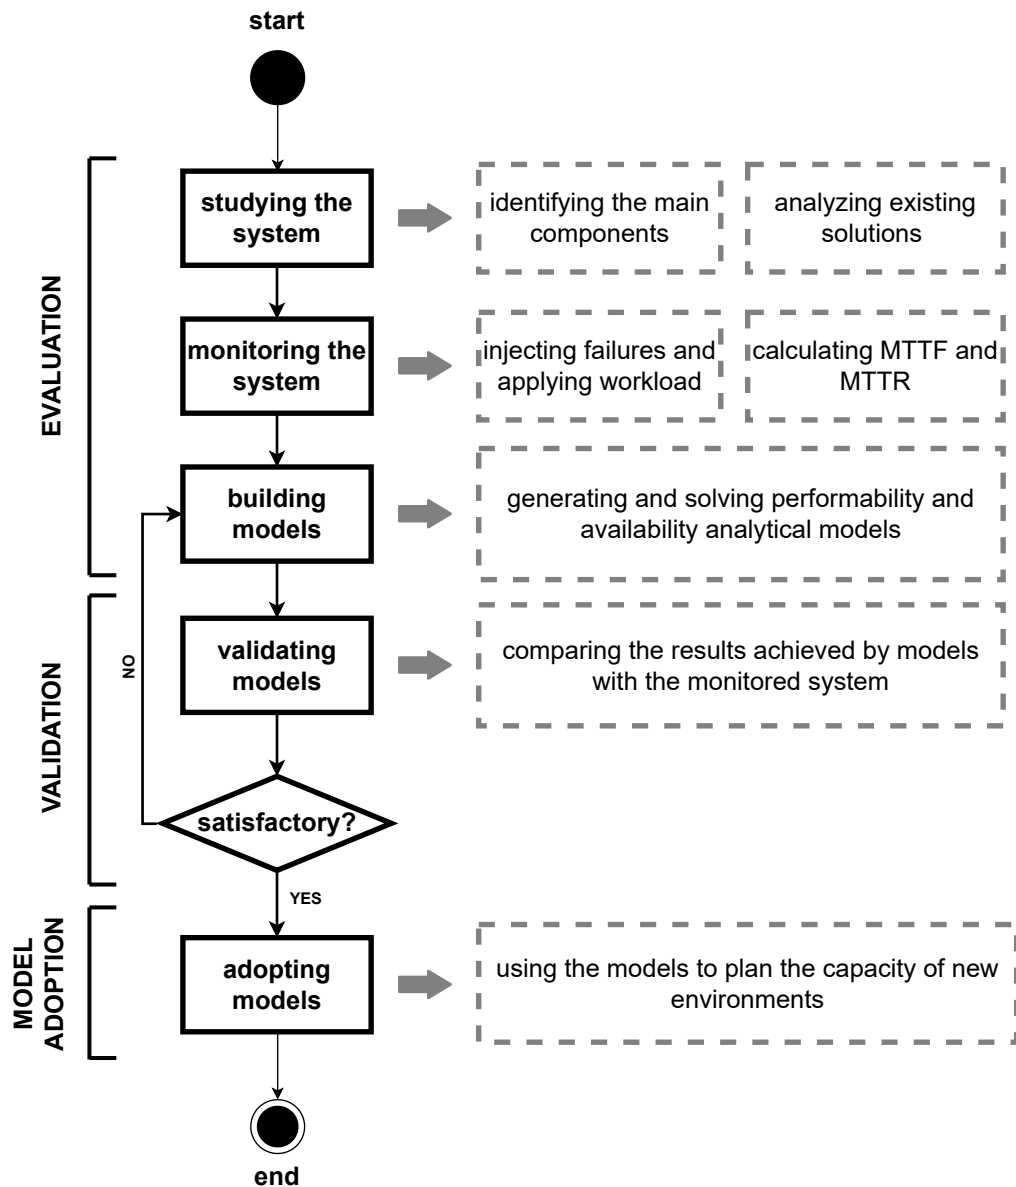 start
EVALUATION
studying the
system
identifying the main
components
analyzing existing
solutions
monitoring the
system
injecting failures and
applying workload
calculating MTTF and
MTTR
building
models
generating and solving performability and
availability analytical models
VALIDATION
NO
validating
models
comparing the results achieved by models
with the monitored system
satisfactory?
YES
MODEL
ADOPTION
adopting
models
using the models to plan the capacity of new
environments
end